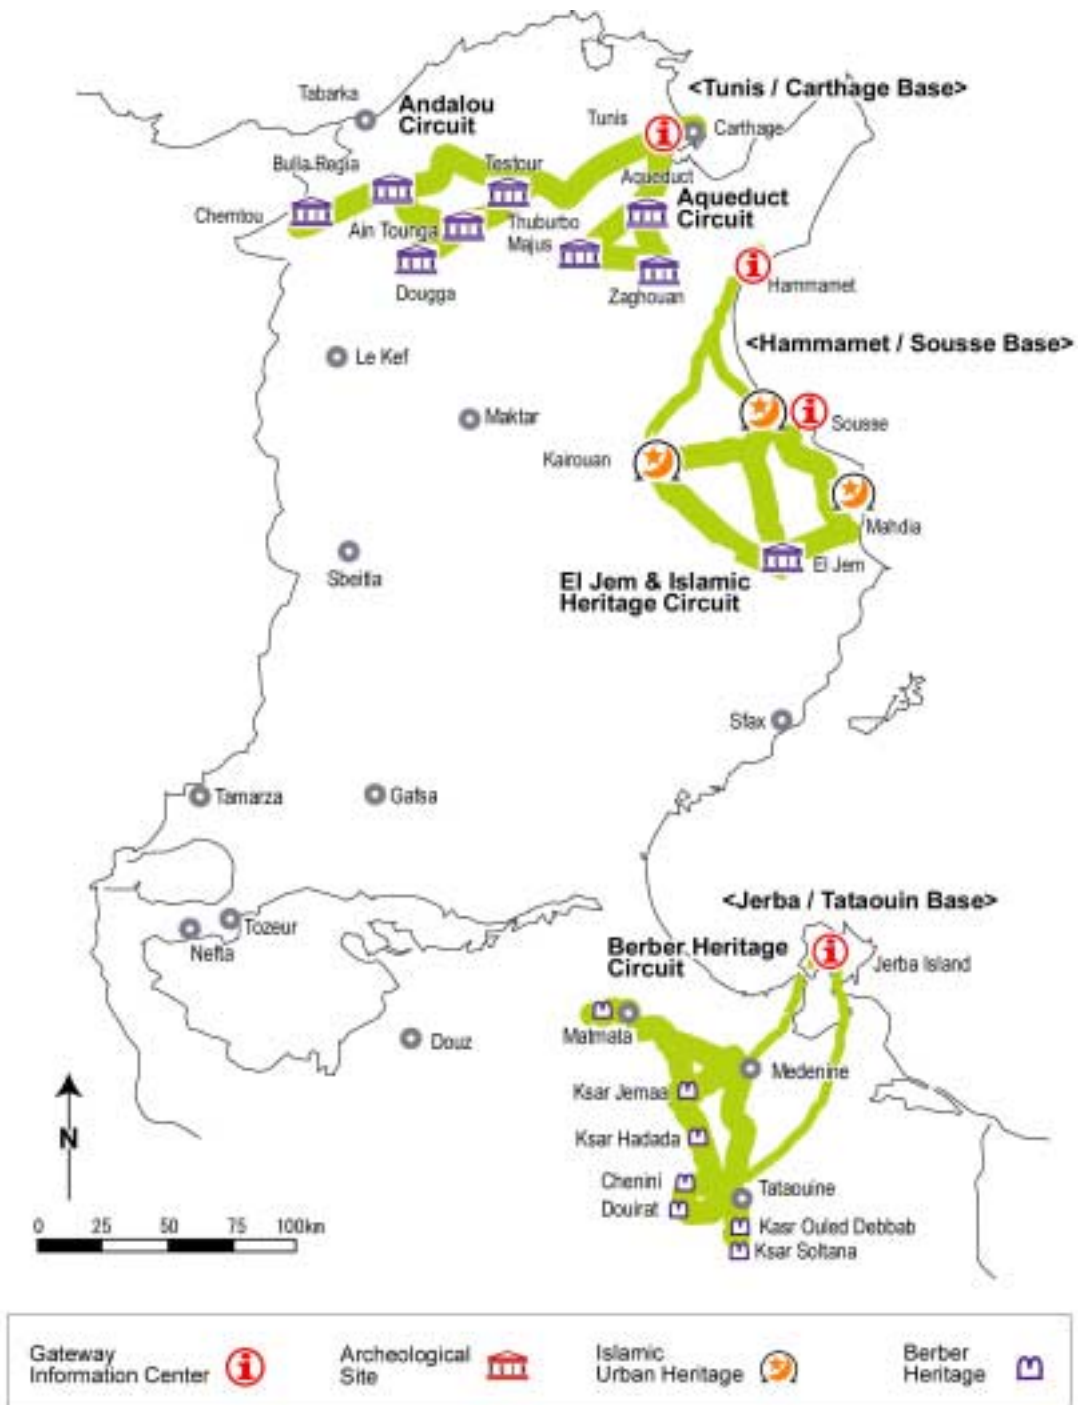 <Tunis / Carthage Base>
Tabarka
Andalou
Circuit
Tunis
Carthage
Bulla Regia
Testour
Aqueduct
Aqueduct
Circuit
Chemtou
Ain Tounga
Thuburbo
Majus
Dougga
Zaghouan
Hammamet
Le Kef
<Hammamet / Sousse Base>
Maktar
Sousse
Kairouan
Mahdia
El Jem
Sbeitla
El Jem & Islamic
Heritage Circuit
Sfax
Tamarza
Gafsa
<Jerba / Tataouin Base>
Tozeur
Nefta
Berber Heritage
Circuit
Jerba Island
Matmata
Douz
Medenine
Ksar Jemaa
Ksar Hadada
Chenini
Tataouine
Douirat
Kasr Ouled Debbab
Ksar Soltana
N
0 25 50 75 100km
Gateway
Information Center
Archeological
Site
Islamic
Urban Heritage
Berber
Heritage